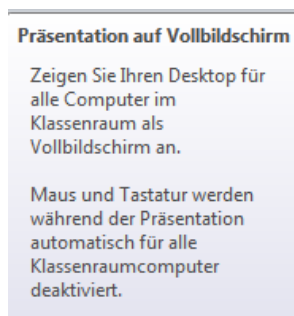 Präsentation auf Vollbildschirm
Zeigen Sie Ihren Desktop für
alle Computer im
Klassenraum als
Vollbildschirm an.
Maus und Tastatur werden
während der Präsentation
automatisch für alle
Klassenraumcomputer
deaktiviert.